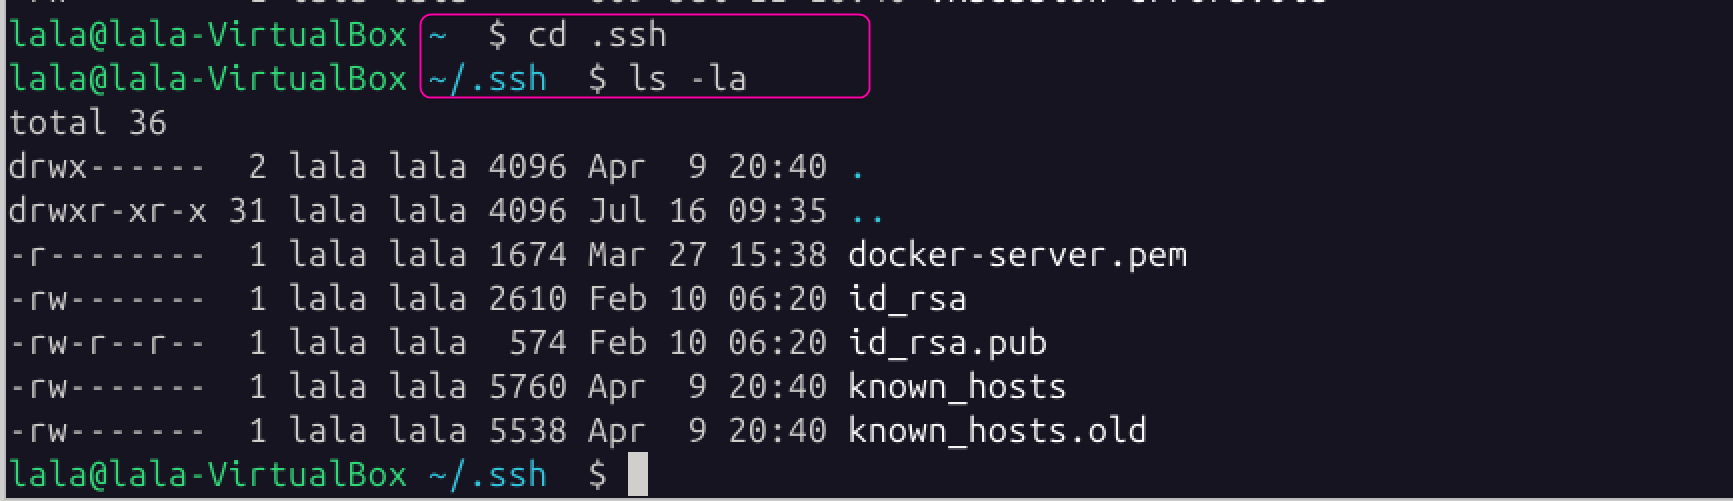 lala@lala-VirtualBox ~  $ cd .ssh
lala@lala-VirtualBox ~/.ssh  $ ls -la
total 36
drwx------  2 lala lala 4096 Apr  9 20:40 .
drwxr-xr-x 31 lala lala 4096 Jul 16 09:35 ..
-r--------  1 lala lala 1674 Mar 27 15:38 docker-server.pem
-rw-------  1 lala lala 2610 Feb 10 06:20 id_rsa
-rw-r--r--  1 lala lala  574 Feb 10 06:20 id_rsa.pub
-rw-------  1 lala lala 5760 Apr  9 20:40 known_hosts
-rw-------  1 lala lala 5538 Apr  9 20:40 known_hosts.old
lala@lala-VirtualBox ~/.ssh  $